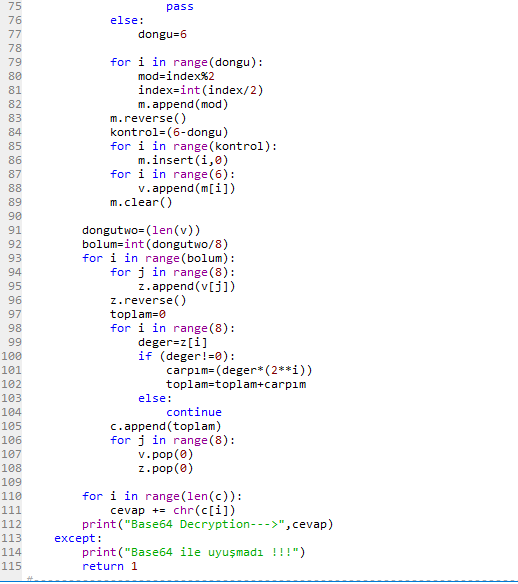 75                     pass
76             else:
77                 dongu=6
78
79             for i in range(dongu):
80                 mod=index%2
81                 index=int(index/2)
82                 m.append(mod)
83             m.reverse()
84             kontrol=(6-dongu)
85             for i in range(kontrol):
86                 m.insert(i,0)
87             for i in range(6):
88                 v.append(m[i])
89             m.clear()
90
91         dongutwo=(len(v))
92         bolum=int(dongutwo/8)
93         for i in range(bolum):
94             for j in range(8):
95                 z.append(v[j])
96             z.reverse()
97             toplam=0
98             for i in range(8):
99                 deger=z[i]
100                 if (deger!=0):
101                     carpım=(deger*(2**i))
102                     toplam=toplam+carpım
103                 else:
104                     continue
105             c.append(toplam)
106             for j in range(8):
107                 v.pop(0)
108                 z.pop(0)
109
110         for i in range(len(c)):
111             cevap += chr(c[i])
112         print("Base64 Decryption--->",cevap)
113     except:
114         print("Base64 ile uyuşmadı !!!")
115         return 1